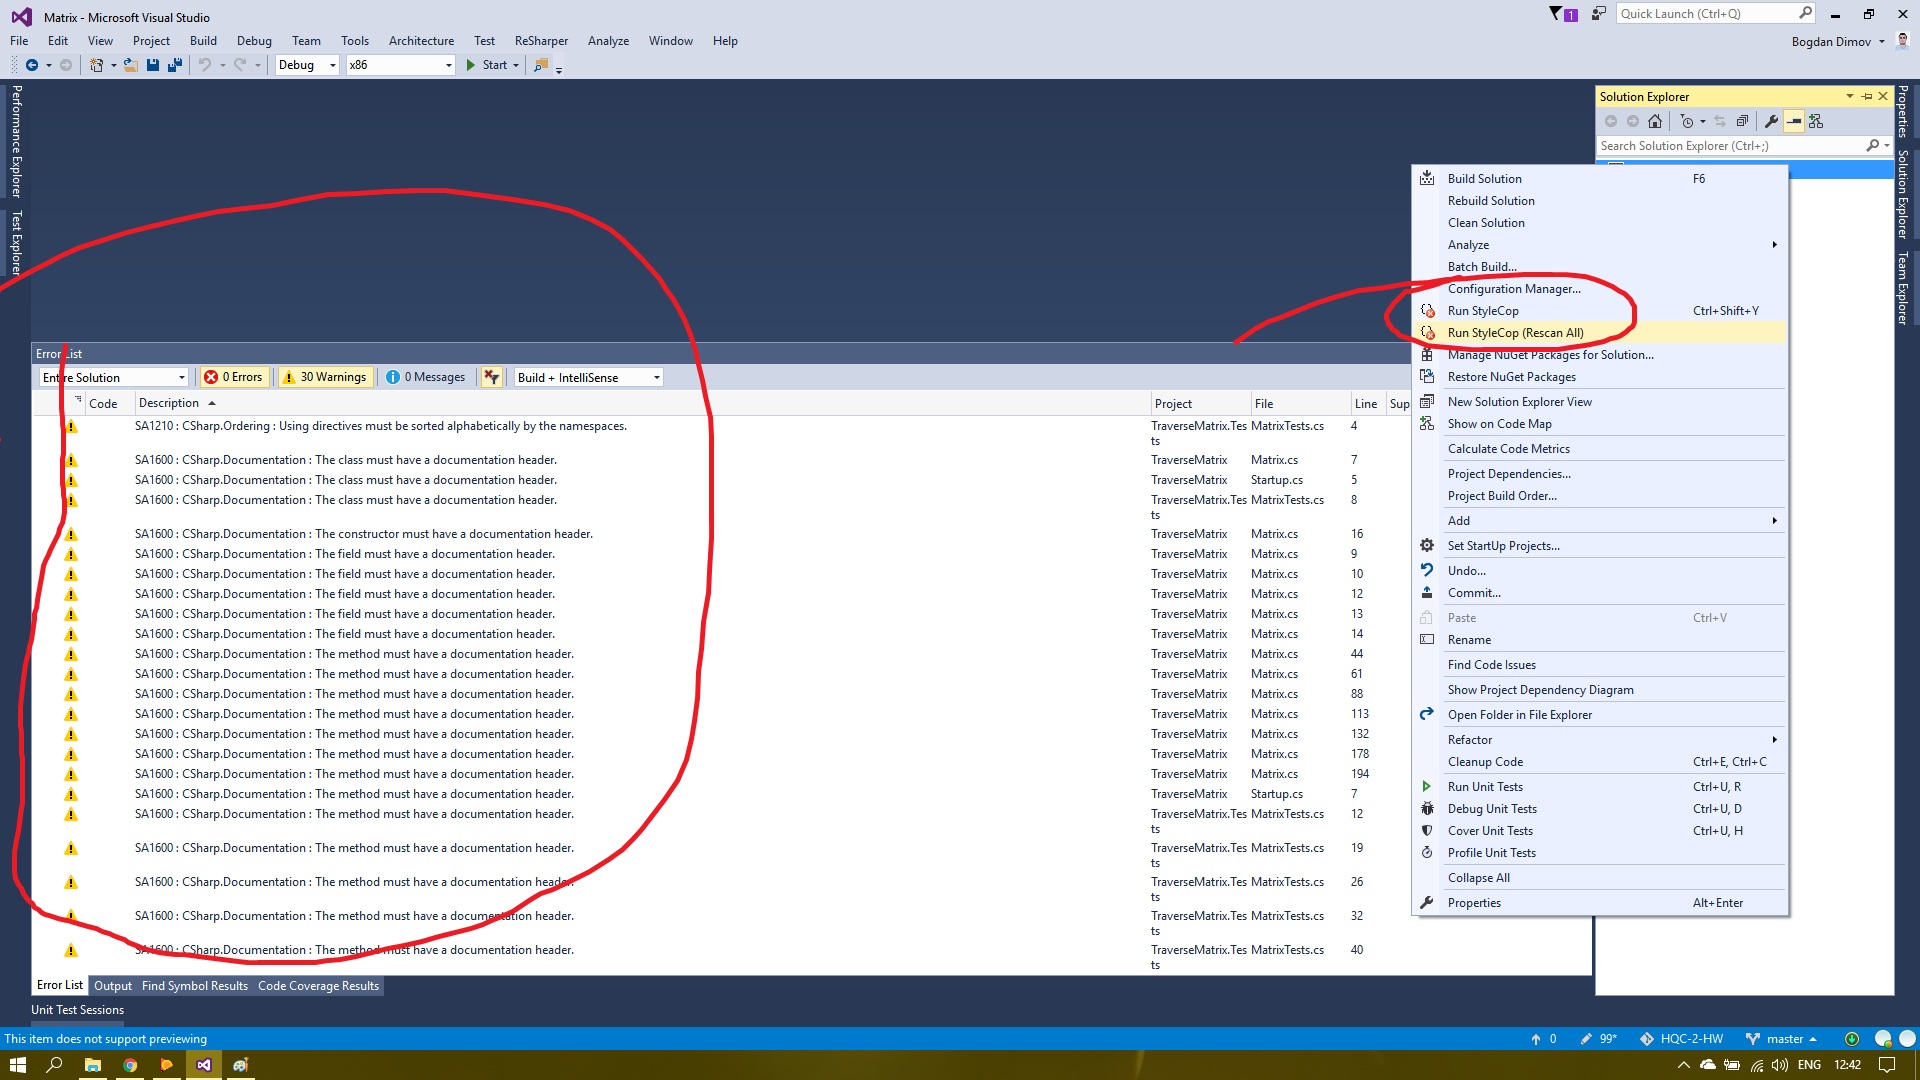 Matrix - Microsoft Visual Studio
1
Quick Launch (Ctrl+Q)
File Edit View Project Build Debug Team Tools Architecture Test ReSharper Analyze Window Help
Bogdan Dimov
Debug x86 Start
Performance Explorer
Test Explorer
Solution Explorer
Search Solution Explorer (Ctrl+;)
Properties
Solution Explorer
Team Explorer
Build Solution F6
Rebuild Solution
Clean Solution
Analyze
Batch Build...
Configuration Manager...
Run StyleCop Ctrl+Shift+Y
Run StyleCop (Rescan All)
Manage NuGet Packages for Solution...
Restore NuGet Packages
New Solution Explorer View
Show on Code Map
Calculate Code Metrics
Project Dependencies...
Project Build Order...
Add
Set StartUp Projects...
Undo...
Commit...
Paste Ctrl+V
Rename
Find Code Issues
Show Project Dependency Diagram
Open Folder in File Explorer
Refactor
Cleanup Code Ctrl+E, Ctrl+C
Run Unit Tests Ctrl+U, R
Debug Unit Tests Ctrl+U, D
Cover Unit Tests Ctrl+U, H
Profile Unit Tests
Collapse All
Properties Alt+Enter
Error List
Entire Solution 0 Errors 30 Warnings 0 Messages Build + IntelliSense
Code Description Project File Line Sup
SA1210 : CSharp.Ordering : Using directives must be sorted alphabetically by the namespaces. TraverseMatrix.Tes MatrixTests.cs 4
ts
SA1600 : CSharp.Documentation : The class must have a documentation header. TraverseMatrix Matrix.cs 7
SA1600 : CSharp.Documentation : The class must have a documentation header. TraverseMatrix Startup.cs 5
SA1600 : CSharp.Documentation : The class must have a documentation header. TraverseMatrix.Tes MatrixTests.cs 8
ts
SA1600 : CSharp.Documentation : The constructor must have a documentation header. TraverseMatrix Matrix.cs 16
SA1600 : CSharp.Documentation : The field must have a documentation header. TraverseMatrix Matrix.cs 9
SA1600 : CSharp.Documentation : The field must have a documentation header. TraverseMatrix Matrix.cs 10
SA1600 : CSharp.Documentation : The field must have a documentation header. TraverseMatrix Matrix.cs 12
SA1600 : CSharp.Documentation : The field must have a documentation header. TraverseMatrix Matrix.cs 13
SA1600 : CSharp.Documentation : The field must have a documentation header. TraverseMatrix Matrix.cs 14
SA1600 : CSharp.Documentation : The method must have a documentation header. TraverseMatrix Matrix.cs 44
SA1600 : CSharp.Documentation : The method must have a documentation header. TraverseMatrix Matrix.cs 61
SA1600 : CSharp.Documentation : The method must have a documentation header. TraverseMatrix Matrix.cs 88
SA1600 : CSharp.Documentation : The method must have a documentation header. TraverseMatrix Matrix.cs 113
SA1600 : CSharp.Documentation : The method must have a documentation header. TraverseMatrix Matrix.cs 132
SA1600 : CSharp.Documentation : The method must have a documentation header. TraverseMatrix Matrix.cs 178
SA1600 : CSharp.Documentation : The method must have a documentation header. TraverseMatrix Matrix.cs 194
SA1600 : CSharp.Documentation : The method must have a documentation header. TraverseMatrix Startup.cs 7
SA1600 : CSharp.Documentation : The method must have a documentation header. TraverseMatrix.Tes MatrixTests.cs 12
ts
SA1600 : CSharp.Documentation : The method must have a documentation header. TraverseMatrix.Tes MatrixTests.cs 19
ts
SA1600 : CSharp.Documentation : The method must have a documentation header. TraverseMatrix.Tes MatrixTests.cs 26
ts
SA1600 : CSharp.Documentation : The method must have a documentation header. TraverseMatrix.Tes MatrixTests.cs 32
ts
SA1600 : CSharp.Documentation : The method must have a documentation header. TraverseMatrix.Tes MatrixTests.cs 40
ts
Error List Output Find Symbol Results Code Coverage Results
Unit Test Sessions
This item does not support previewing 0 99* HQC-2-HW master
ENG 12:42